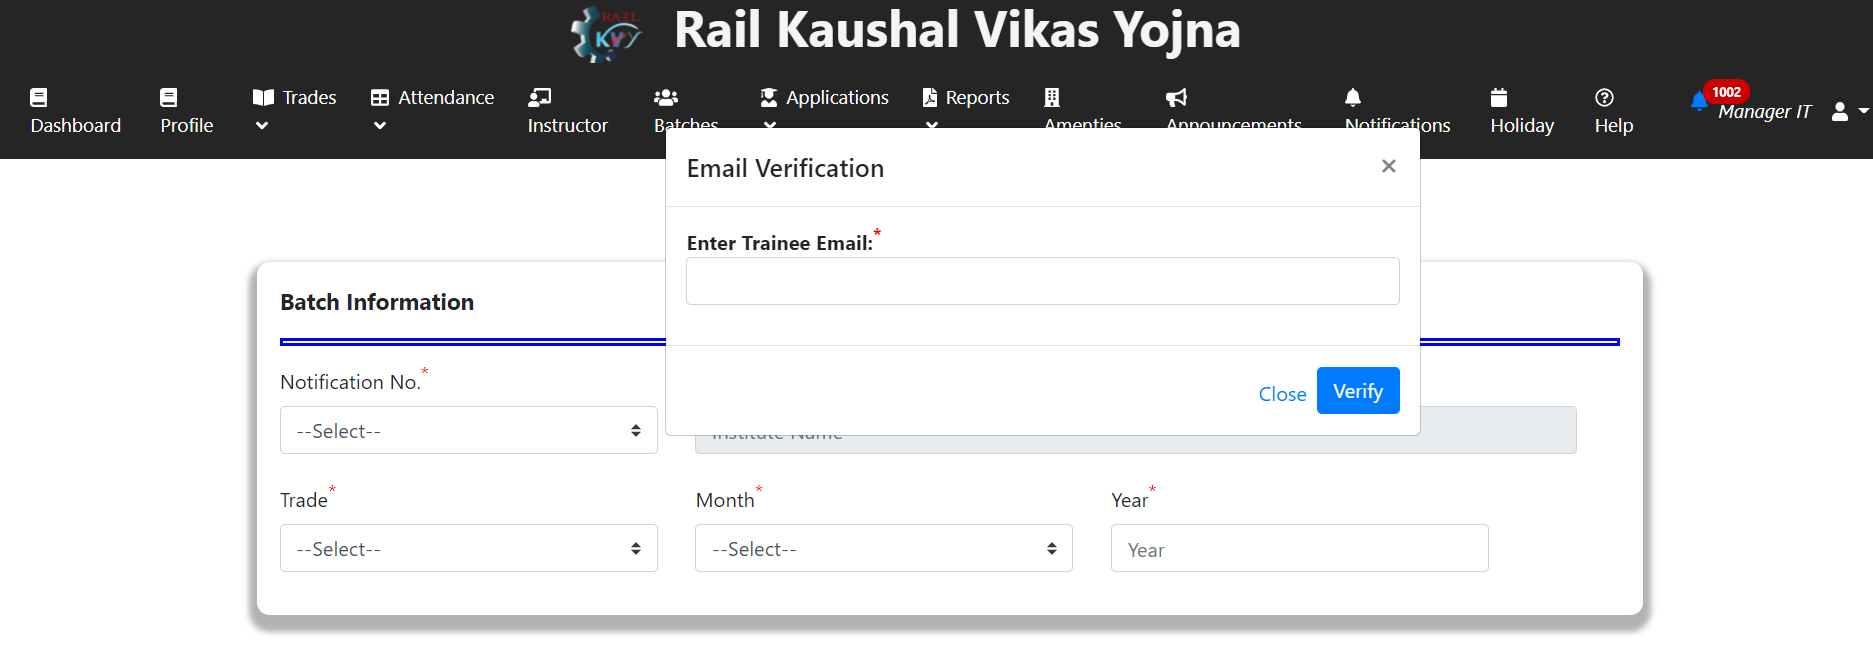 RAIL
KVY
Rail Kaushal Vikas Yojna
Dashboard
Profile
Trades
Attendance
Instructor
Batches
Applications
Reports
Amenties
Announcements
Notifications
Holiday
Help
1002
Manager IT
Email Verification
×
Enter Trainee Email:*
Close
Verify
Batch Information
Notification No.*
--Select--
Institute Name
Trade*
Month*
Year*
--Select--
--Select--
Year